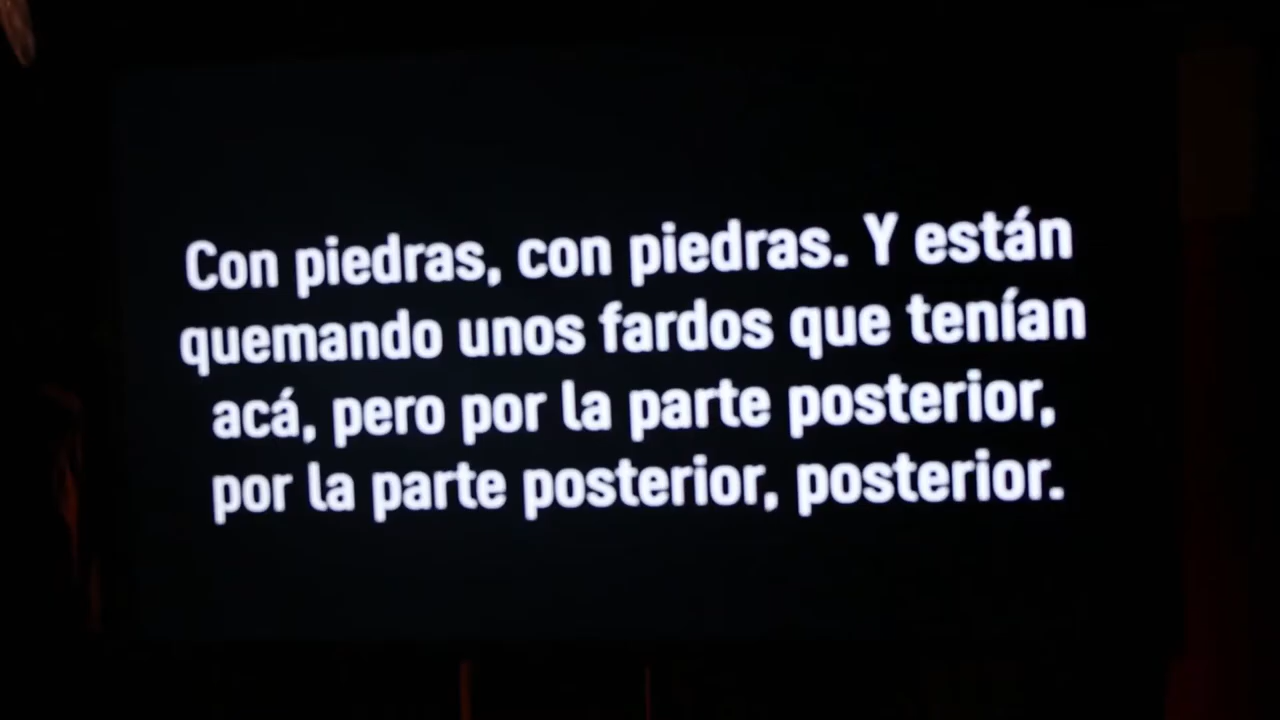 Con piedras, con piedras. Y están
quemando unos fardos que tenían
acá, pero por la parte posterior,
por la parte posterior, posterior.